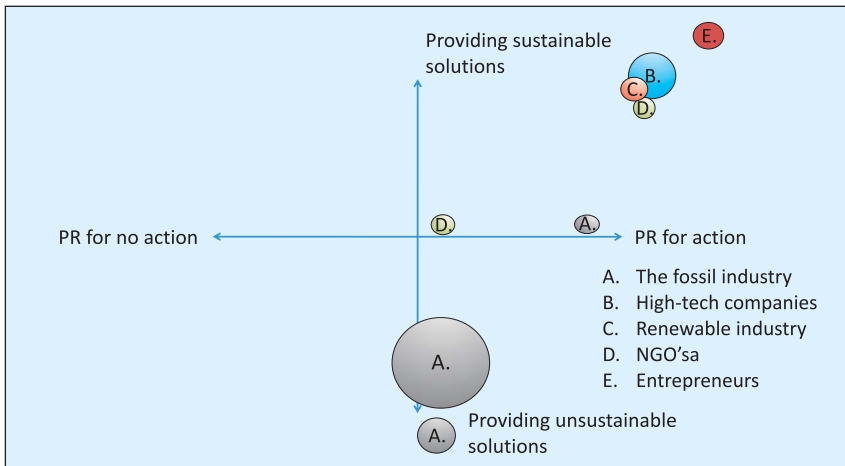 Providing sustainable
solutions
E.
B.
C.
D.
D.
A.
PR for no action
PR for action
A. The fossil industry
B. High-tech companies
C. Renewable industry
D. NGO'sa
E. Entrepreneurs
A.
Providing unsustainable
solutions
A.